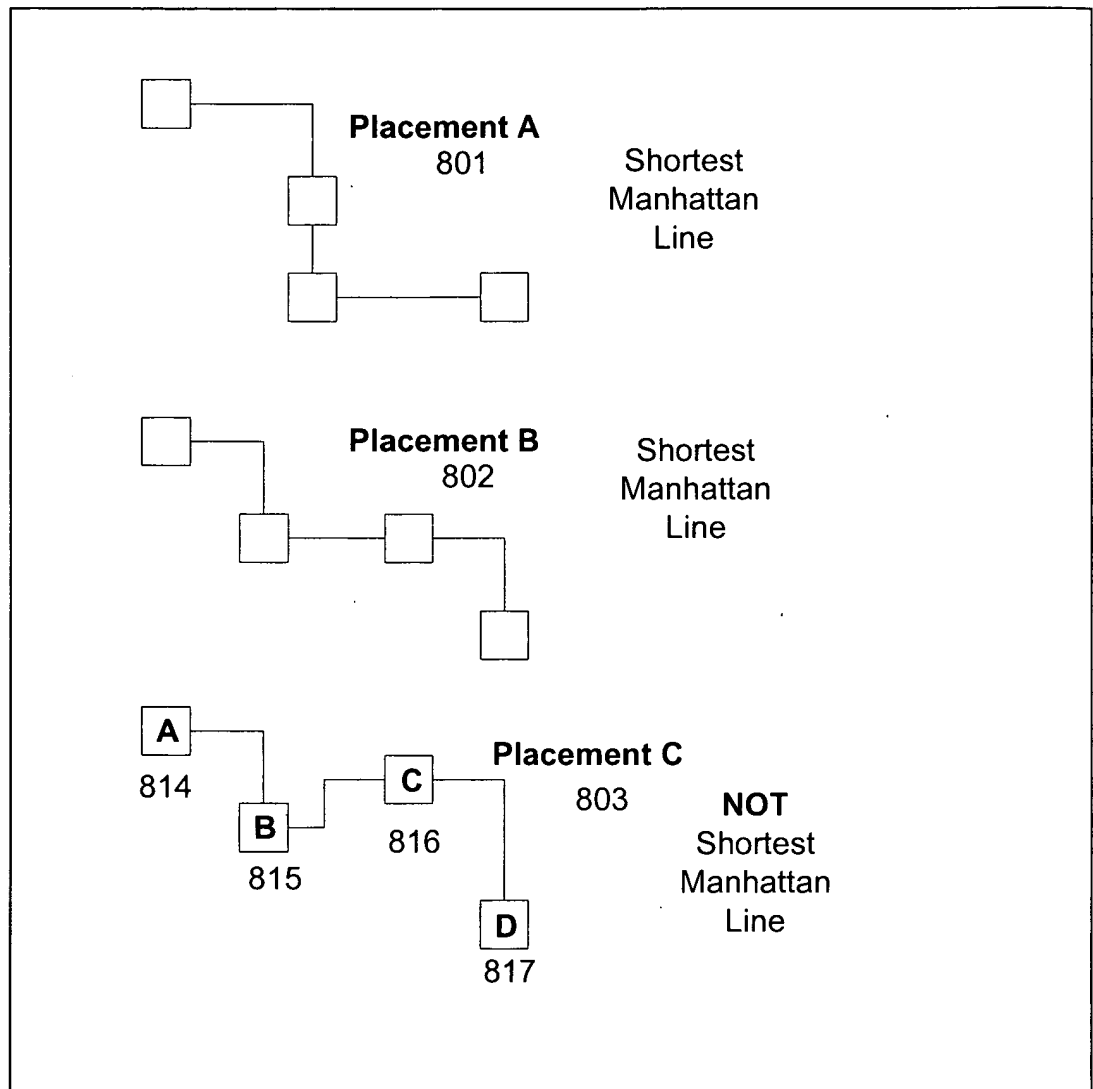 Placement A
801
Shortest
Manhattan
Line
Placement B
802
Shortest
Manhattan
Line
A
814
B
815
C
816
Placement C
803
D
817
NOT
Shortest
Manhattan
Line